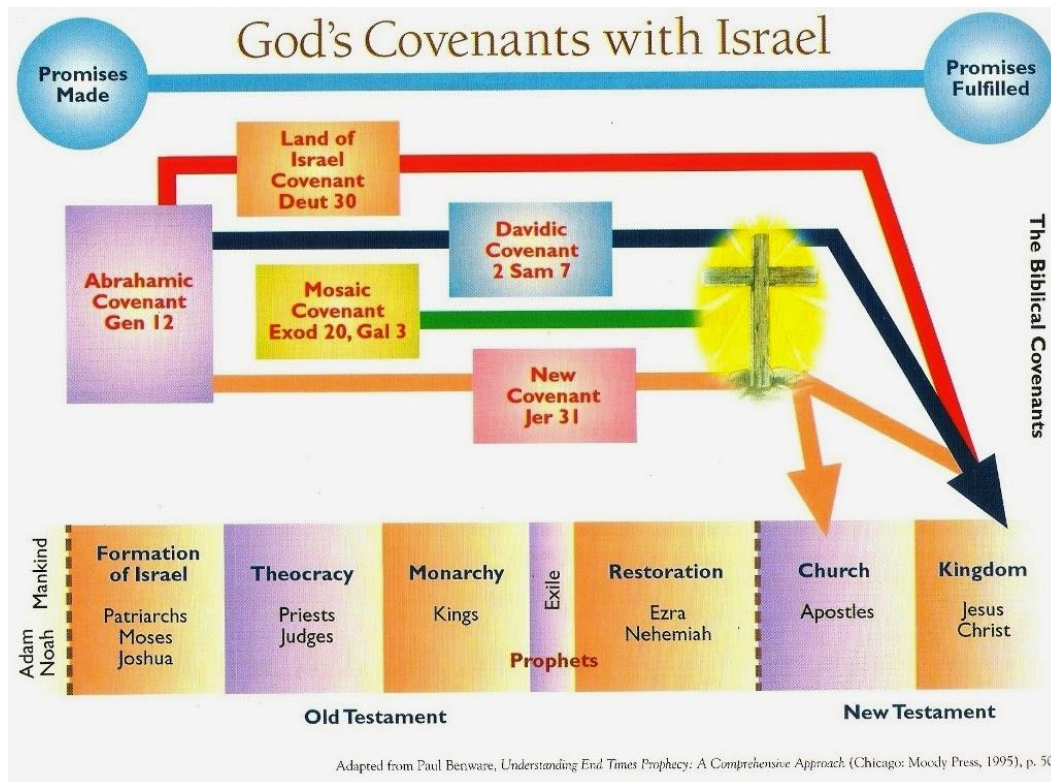 God's Covenants with Israel
Promises
Made
Promises
Fulfilled
Land of
Israel
Covenant
Deut 30
Abrahamic
Covenant
Gen 12
Davidic
Covenant
2 Sam 7
Mosaic
Covenant
Exod 20, Gal 3
New
Covenant
Jer 31
The Biblical Covenants
Mankind
Adam
Noah
Formation
of Israel
Patriarchs
Moses
Joshua
Theocracy
Priests
Judges
Monarchy
Kings
Exile
Restoration
Ezra
Nehemiah
Prophets
Church
Apostles
Kingdom
Jesus
Christ
Old Testament
New Testament
Adapted from Paul Benware, Understanding End Times Prophecy: A Comprehensive Approach (Chicago: Moody Press, 1995), p. 50